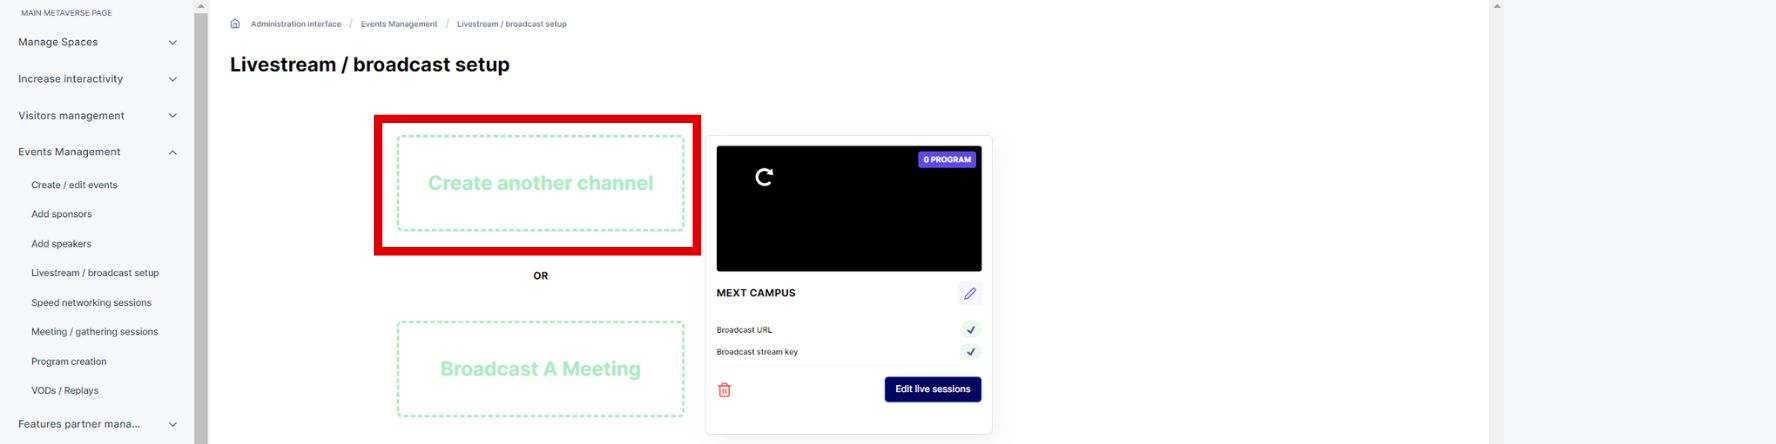 MAIN METAVERSE PAGE
Manage Spaces
Increase interactivity
Visitors management
Events Management
Create / edit events
Add sponsors
Add speakers
Livestream / broadcast setup
Speed networking sessions
Meeting / gathering sessions
Program creation
VODs / Replays
Features partner mana...
Administration interface / Events Management / Livestream / broadcast setup
Livestream / broadcast setup
Create another channel
OR
Broadcast A Meeting
0 PROGRAM
MEXT CAMPUS
Broadcast URL
Broadcast stream key
Edit live sessions